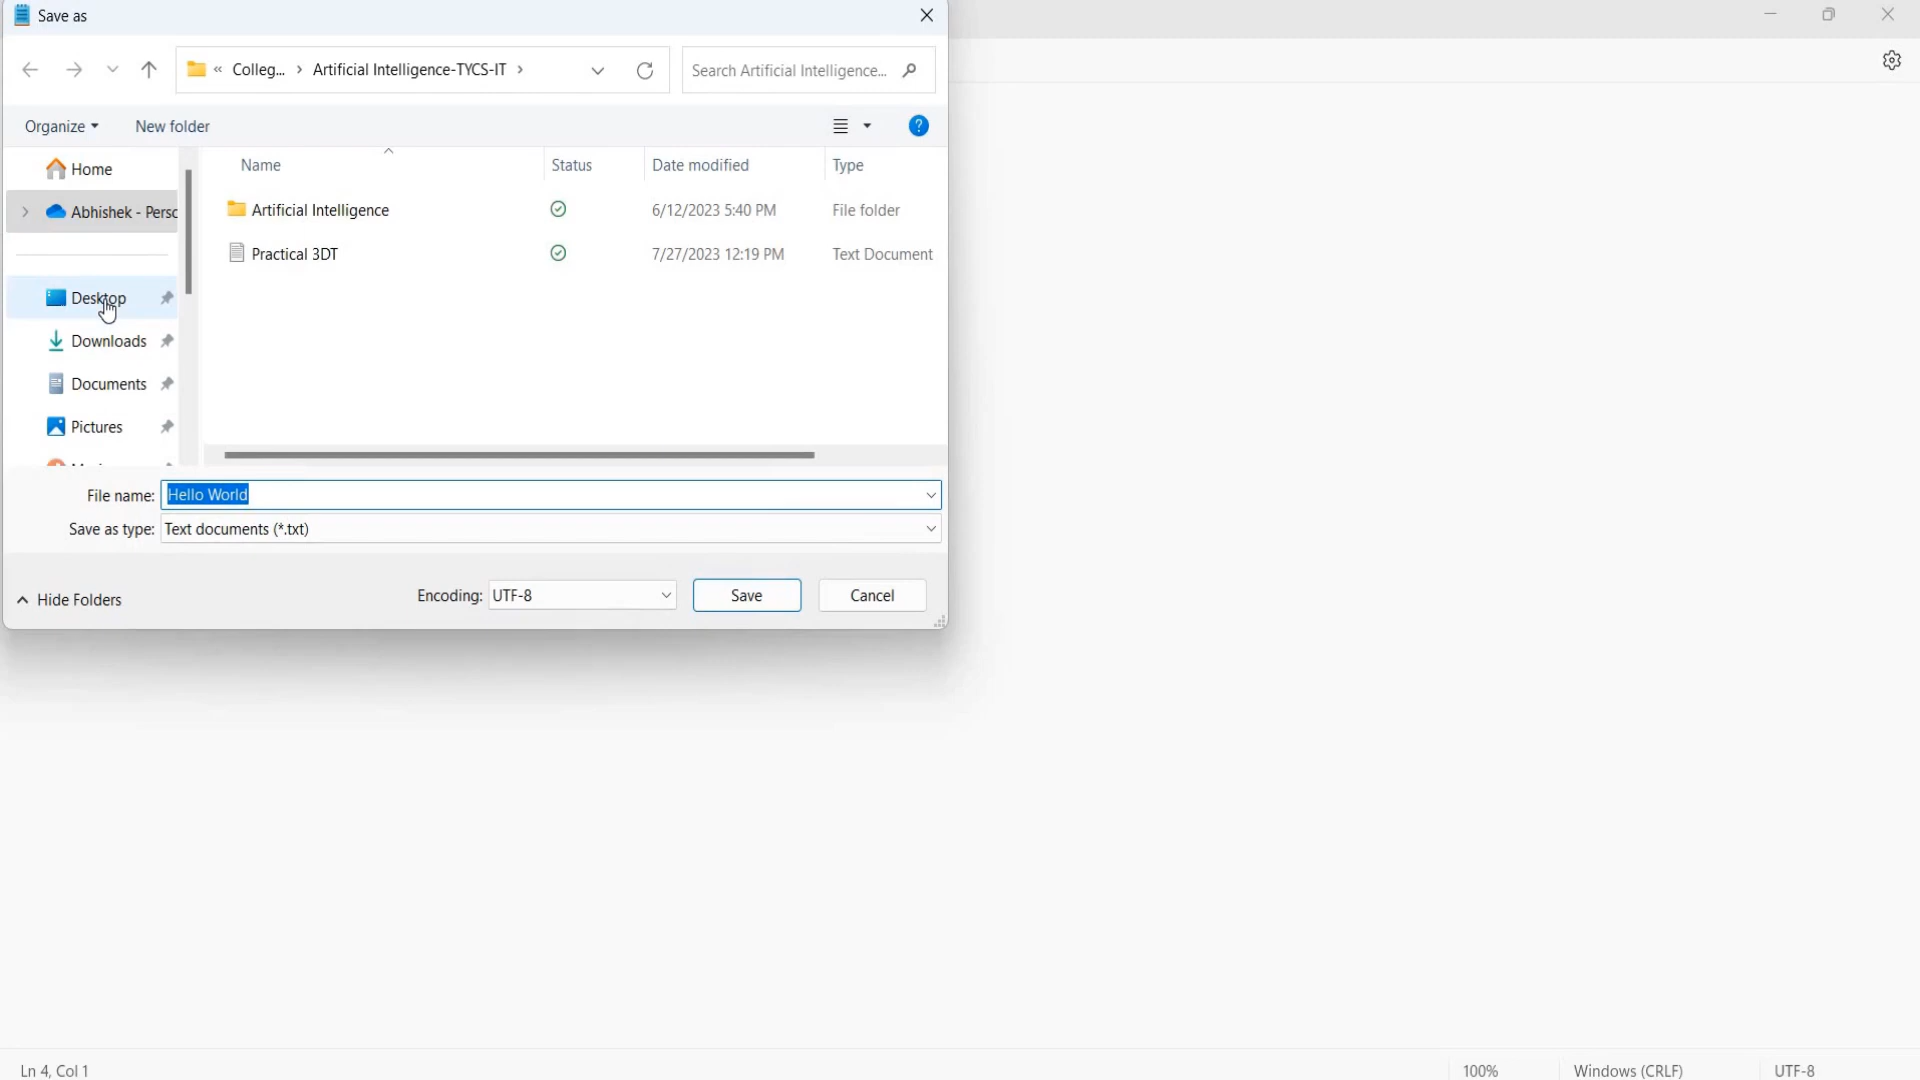 Save as
« Colleg... > Artificial Intelligence-TYCS-IT >
Search Artificial Intelligence...
Organize
New folder
Home
Abhishek - Persc
Desktop
Downloads
Documents
Pictures
Name Status Date modified Type
Artificial Intelligence 6/12/2023 5:40 PM File folder
Practical 3DT 7/27/2023 12:19 PM Text Document
File name: Hello World
Save as type: Text documents (*.txt)
Hide Folders
Encoding: UTF-8
Save
Cancel
Ln 4, Col 1
100%
Windows (CRLF)
UTF-8